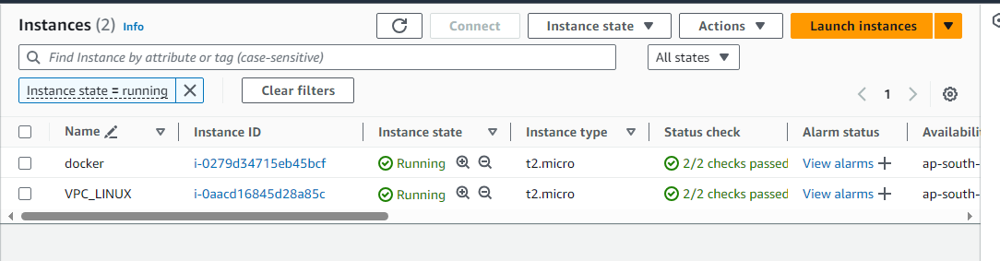 Instances (2) Info
Connect Instance state Actions Launch instances
Find Instance by attribute or tag (case-sensitive) All states
Instance state = running Clear filters 1
Name Instance ID Instance state Instance type Status check Alarm status Availabili
docker i-0279d34715eb45bcf Running t2.micro 2/2 checks passed View alarms ap-south-
VPC_LINUX i-0aacd16845d28a85c Running t2.micro 2/2 checks passed View alarms ap-south-